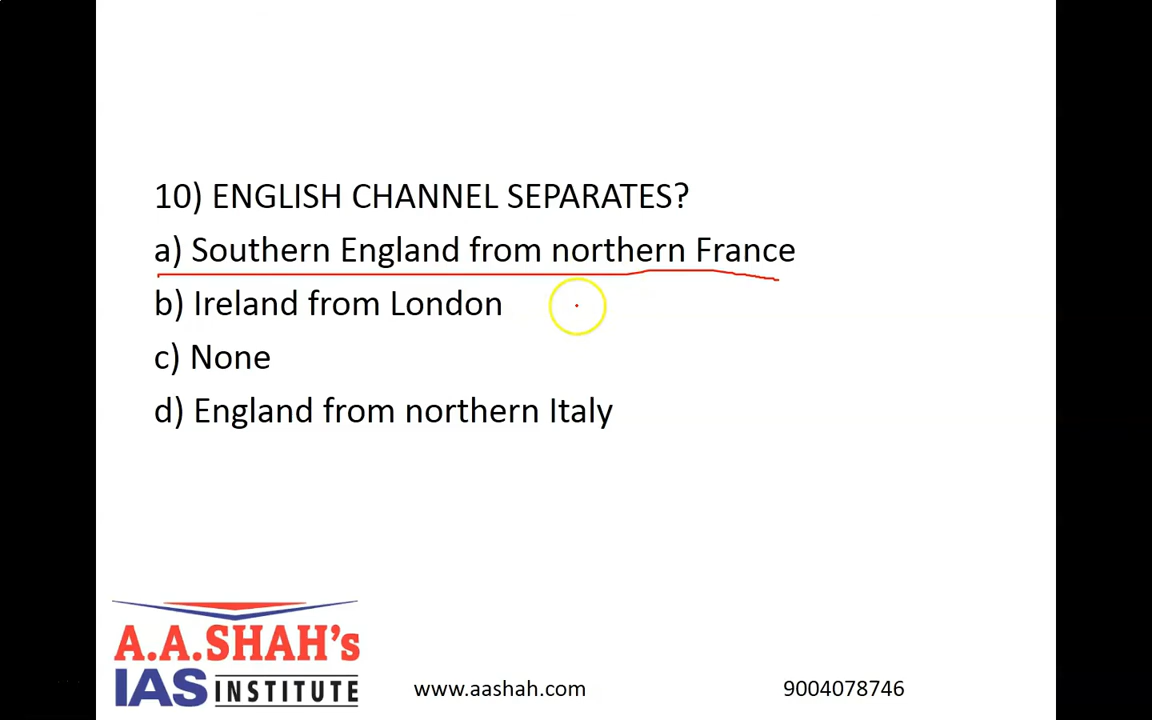 10) ENGLISH CHANNEL SEPARATES?
a) Southern England from northern France
b) Ireland from London
c) None
d) England from northern Italy
A.A.SHAH's
IAS INSTITUTE
www.aashah.com 9004078746